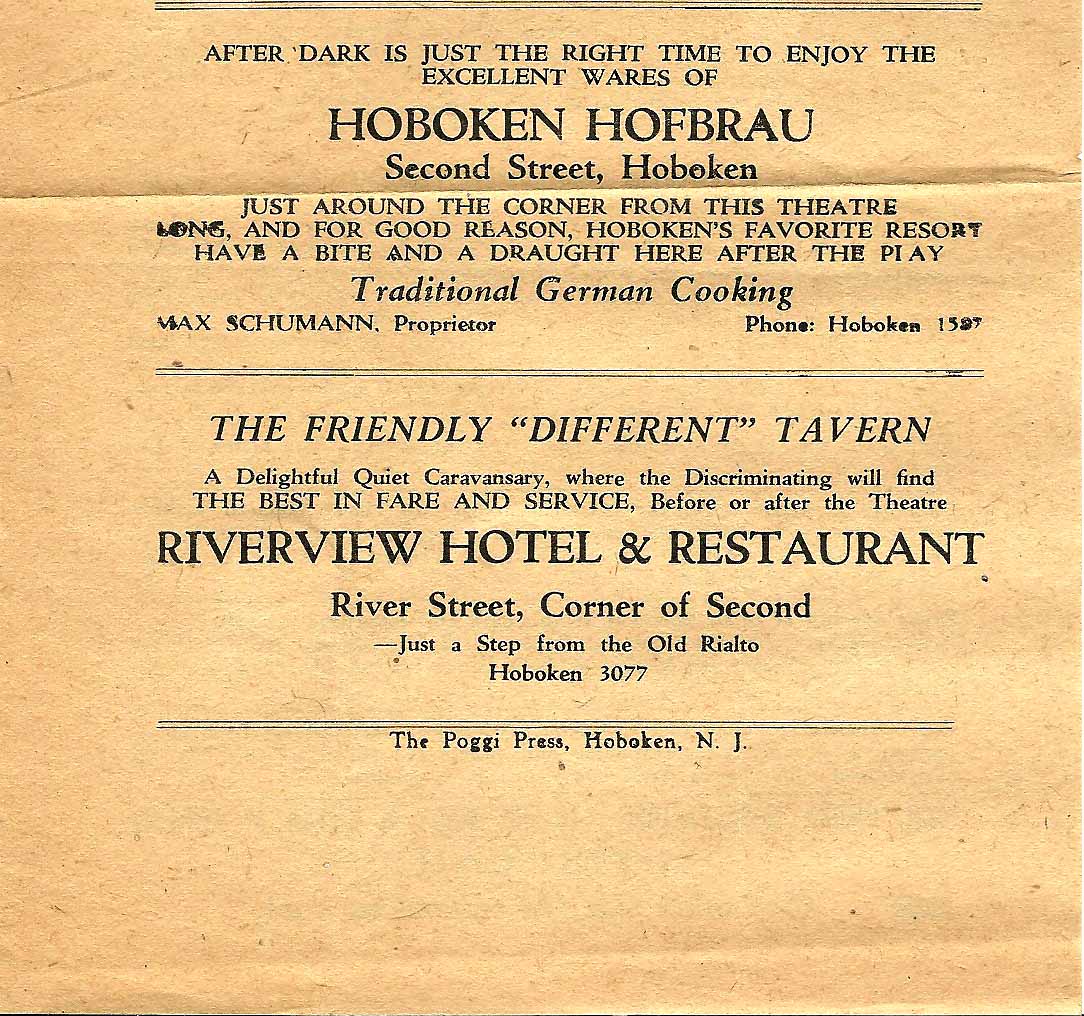 AFTER DARK IS JUST THE RIGHT TIME TO ENJOY THE
EXCELLENT WARES OF
HOBOKEN HOFBRAU
Second Street, Hoboken
JUST AROUND THE CORNER FROM THIS THEATRE
LONG, AND FOR GOOD REASON, HOBOKEN'S FAVORITE RESORT
HAVE A BITE AND A DRAUGHT HERE AFTER THE PLAY
Traditional German Cooking
MAX SCHUMANN, Proprietor Phone: Hoboken
THE FRIENDLY “DIFFERENT” TAVERN
A Delightful Quiet Caravansary, where the Discriminating will find
THE BEST IN FARE AND SERVICE, Before or after the Theatre
RIVERVIEW HOTEL & RESTAURANT
River Street, Corner of Second
—Just a Step from the Old Rialto
Hoboken 3077
The Poggi Press, Hoboken, N. J.